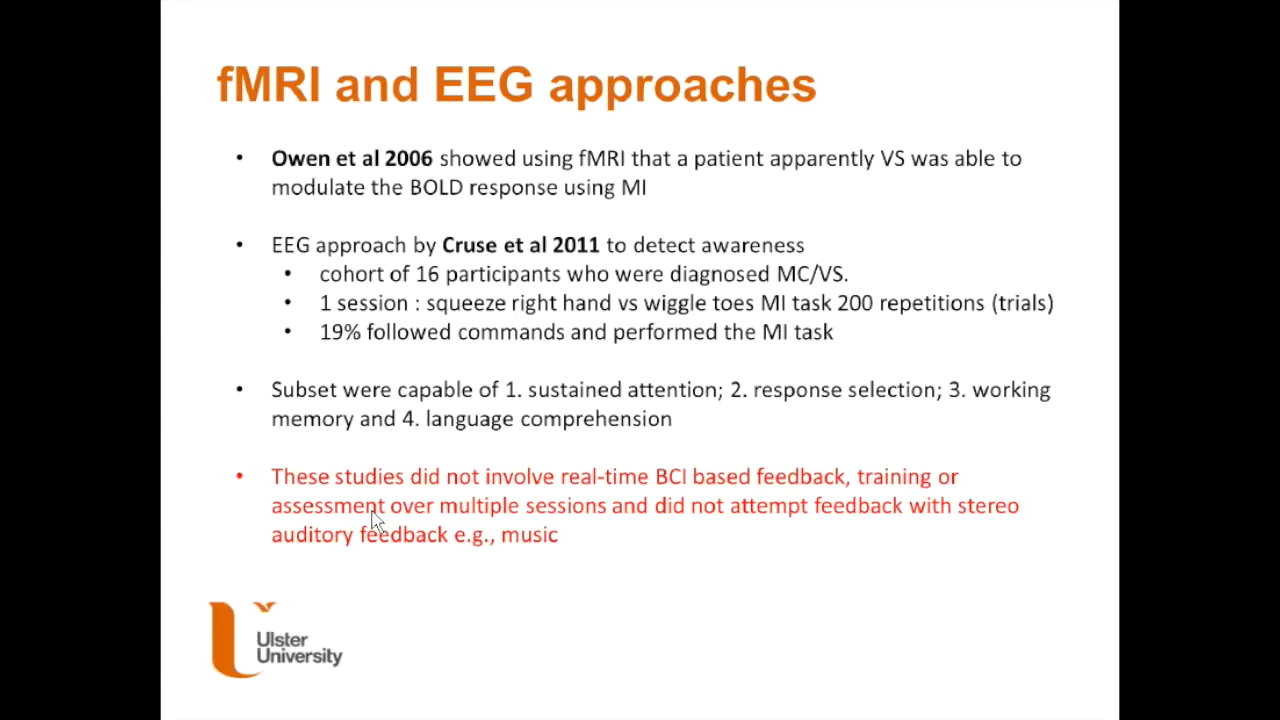 fMRI and EEG approaches
• Owen et al 2006 showed using fMRI that a patient apparently VS was able to
modulate the BOLD response using MI
• EEG approach by Cruse et al 2011 to detect awareness
• cohort of 16 participants who were diagnosed MC/VS.
• 1 session : squeeze right hand vs wiggle toes MI task 200 repetitions (trials)
• 19% followed commands and performed the MI task
• Subset were capable of 1. sustained attention; 2. response selection; 3. working
memory and 4. language comprehension
• These studies did not involve real-time BCI based feedback, training or
assessment over multiple sessions and did not attempt feedback with stereo
auditory feedback e.g., music
Ulster
University